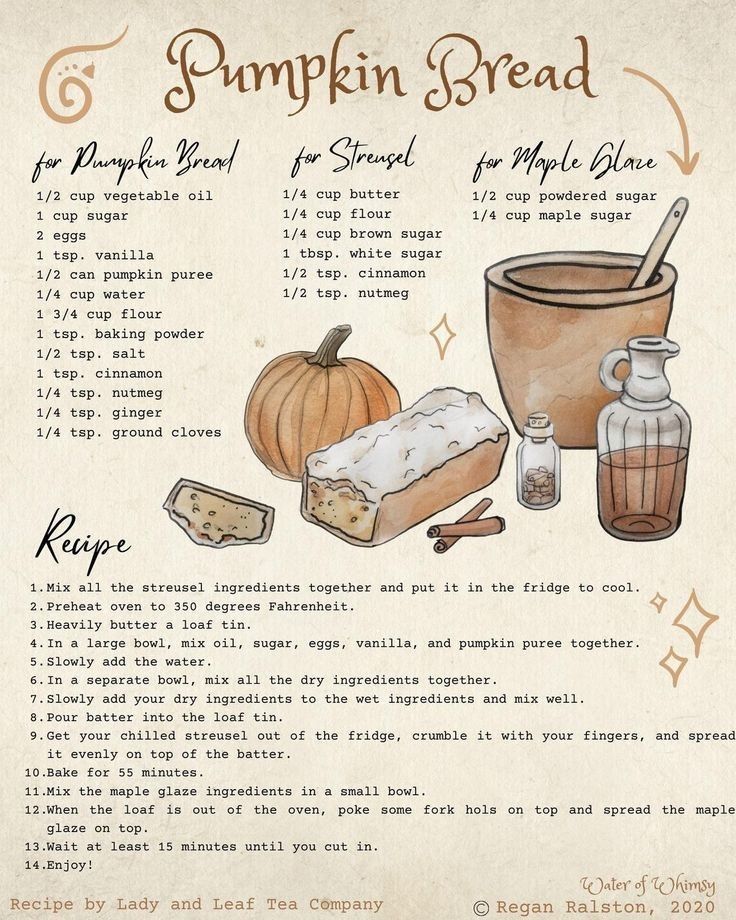 Pumpkin Bread
for Pumpkin Bread
1/2 cup vegetable oil
1 cup sugar
2 eggs
1 tsp. vanilla
1/2 can pumpkin puree
1/4 cup water
1 3/4 cup flour
1 tsp. baking powder
1/2 tsp. salt
1 tsp. cinnamon
1/4 tsp. nutmeg
1/4 tsp. ginger
1/4 tsp. ground cloves
for Streusel
1/4 cup butter
1/4 cup flour
1/4 cup brown sugar
1 tbsp. white sugar
1/2 tsp. cinnamon
1/2 tsp. nutmeg
for Maple Glaze
1/2 cup powdered sugar
1/4 cup maple sugar
Recipe
1. Mix all the streusel ingredients together and put it in the fridge to cool.
2. Preheat oven to 350 degrees Fahrenheit.
3. Heavily butter a loaf tin.
4. In a large bowl, mix oil, sugar, eggs, vanilla, and pumpkin puree together.
5. Slowly add the water.
6. In a separate bowl, mix all the dry ingredients together.
7. Slowly add your dry ingredients to the wet ingredients and mix well.
8. Pour batter into the loaf tin.
9. Get your chilled streusel out of the fridge, crumble it with your fingers, and spread
it evenly on top of the batter.
10. Bake for 55 minutes.
11. Mix the maple glaze ingredients in a small bowl.
12. When the loaf is out of the oven, poke some fork hols on top and spread the maple
glaze on top.
13. Wait at least 15 minutes until you cut in.
14. Enjoy!
Water of Whimsy
Recipe by Lady and Leaf Tea Company
© Regan Ralston, 2020